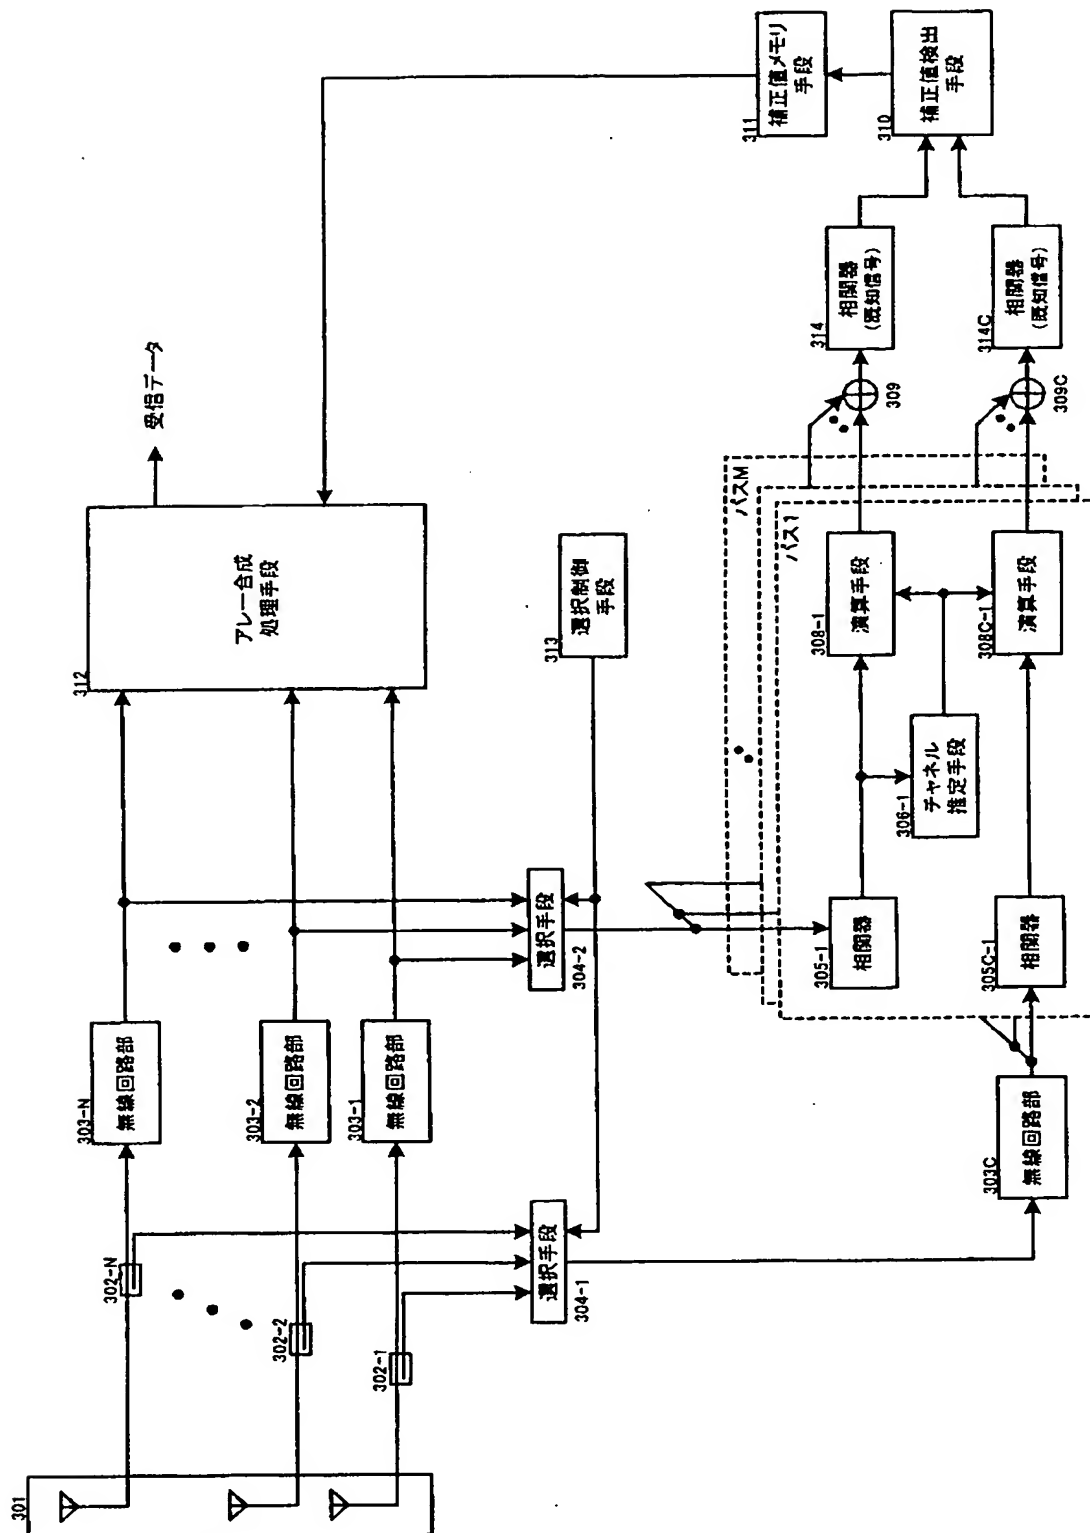 301
302-N
302-2
302-1
303-N
無線回路部
303-2
無線回路部
303-1
無線回路部
312
アレー合成
処理手段
受信データ
選択手段
304-1
選択手段
304-2
313
選択制御
手段
303C
無線回路部
パスM
パス1
305-1
相関器
305C-1
相関器
306-1
チャネル
推定手段
308-1
演算手段
308C-1
演算手段
309
309C
314
相関器
(既知信号)
314C
相関器
(既知信号)
310
補正値検出
手段
311
補正値メモリ
手段